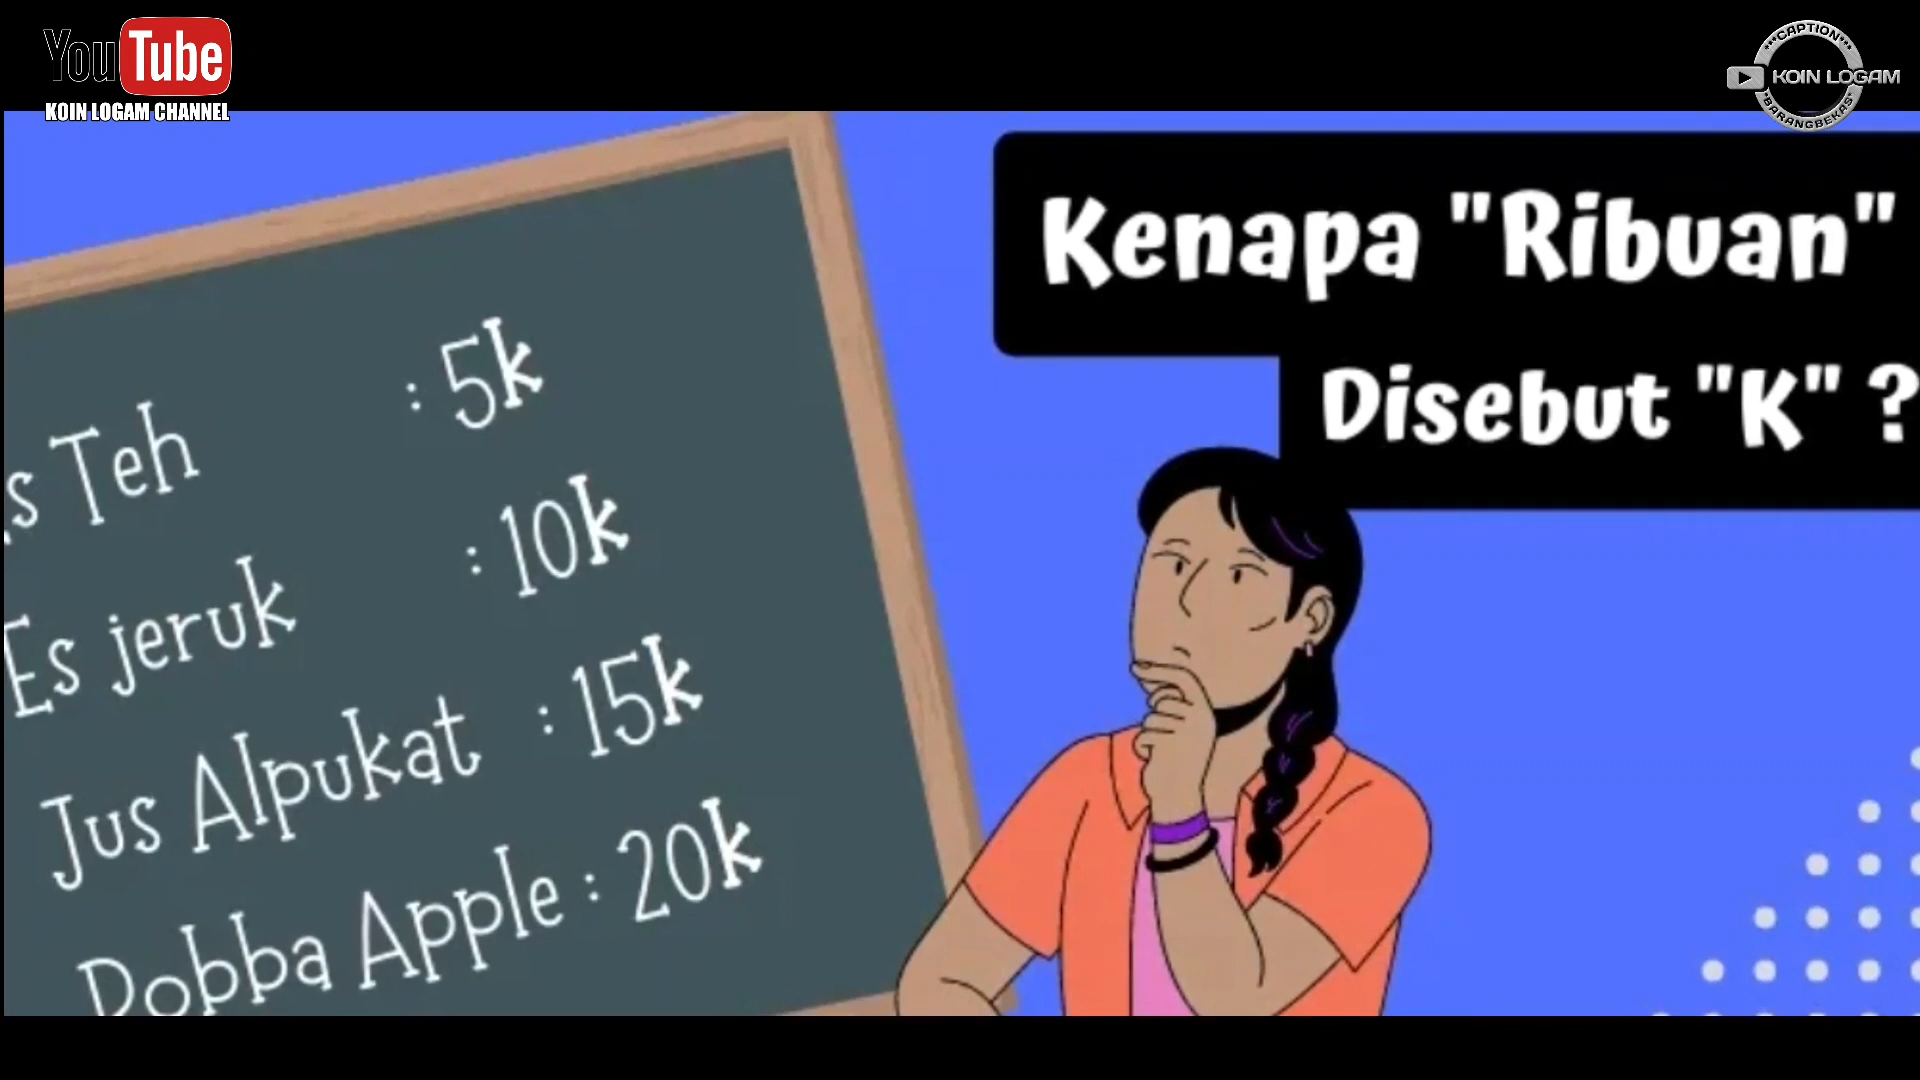 YouTube
KOIN LOGAM CHANNEL
•••CAPTION•••
KOIN LOGAM
•BARANGBEKAS•
Kenapa "Ribuan"
Disebut "K" ?
s Teh : 5k
Es jeruk : 10k
Jus Alpukat : 15k
Dobba Apple : 20k